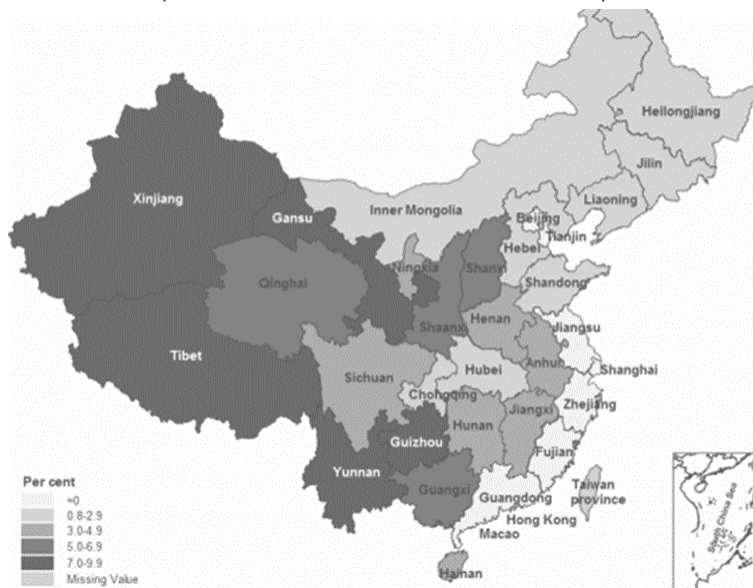 Heilongjiang
Jilin
Xinjiang
Liaoning
Inner Mongolia
Gansu
Beijing
Tianjin
Hebei
Ningxia
Shanxi
Qinghai
Shandong
Henan
Shaanxi
Jiangsu
Tibet
Anhui
Hubei
Shanghai
Sichuan
Chongqing
Zhejiang
Jiangxi
Hunan
Guizhou
Fujian
Yunnan
Per cent
Guangxi
Guangdong
Taiwan
province
=0
0.8-2.9
3.0-4.9
5.0-6.9
7.0-9.9
Missing Value
Hong Kong
Macao
Hainan
South China Sea